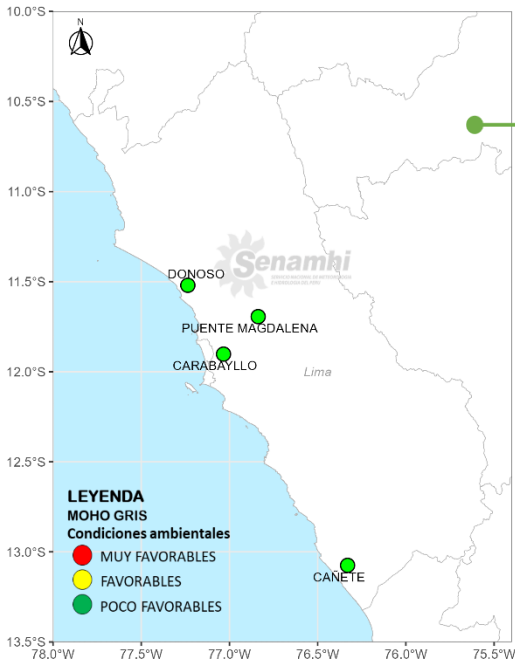 10.0°S
N
10.5°S
11.0°S
Senamhi
11.5°S
DONOSO
PUENTE MAGDALENA
CARABAYLLO
12.0°S
Lima
12.5°S
LEYENDA
MOHO GRIS
Condiciones ambientales
MUY FAVORABLES
13.0°S
FAVORABLES
CAÑETE
POCO FAVORABLES
13.5°S
78.0°W 77.5°W 77.0°W 76.5°W 76.0°W 75.5°W